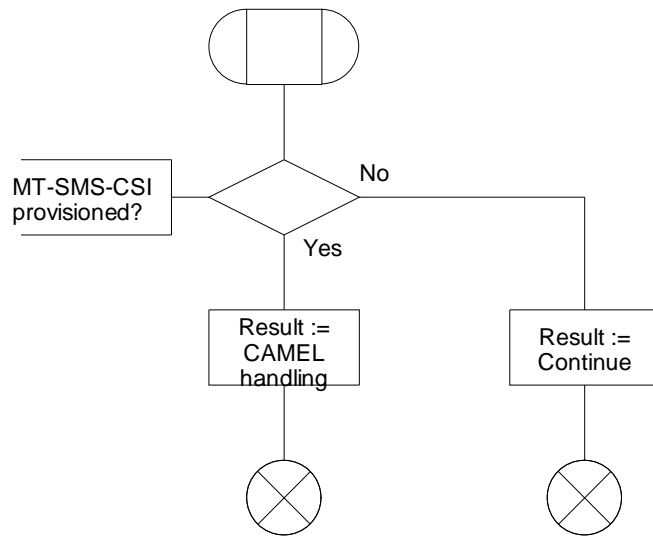 No
MT-SMS-CSI
provisioned?
Yes
Result :=
CAMEL
handling
Result :=
Continue